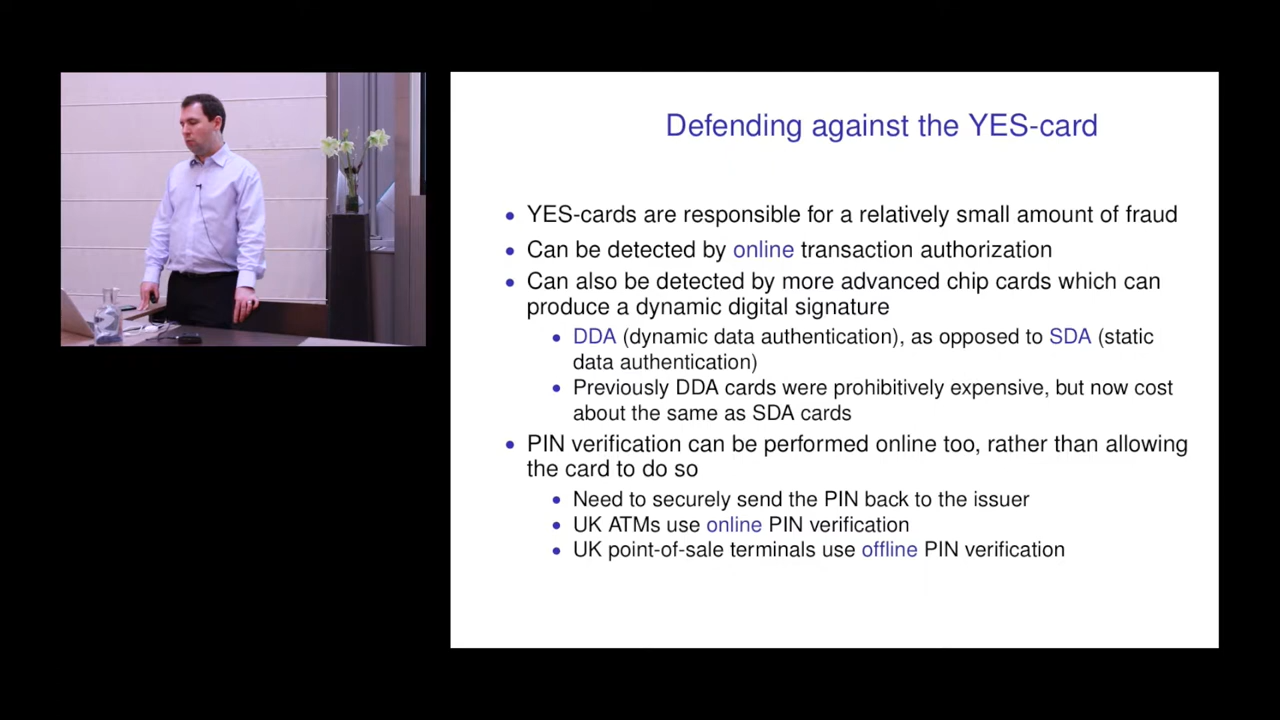 Defending against the YES-card
• YES-cards are responsible for a relatively small amount of fraud
• Can be detected by online transaction authorization
• Can also be detected by more advanced chip cards which can
produce a dynamic digital signature
• DDA (dynamic data authentication), as opposed to SDA (static
data authentication)
• Previously DDA cards were prohibitively expensive, but now cost
about the same as SDA cards
• PIN verification can be performed online too, rather than allowing
the card to do so
• Need to securely send the PIN back to the issuer
• UK ATMs use online PIN verification
• UK point-of-sale terminals use offline PIN verification